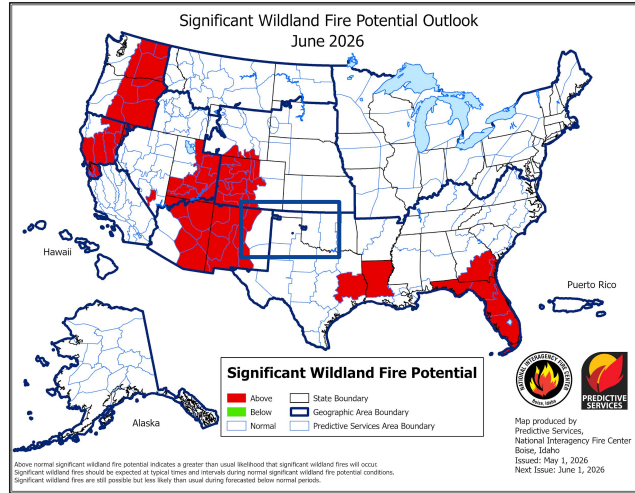 Significant Wildland Fire Potential Outlook
June 2026
Hawaii
Puerto Rico
Alaska
Significant Wildland Fire Potential
Above
Below
Normal
State Boundary
Geographic Area Boundary
Predictive Services Area Boundary
NATIONAL INTERAGENCY FIRE CENTER
Boise, Idaho
PREDICTIVE
SERVICES
Map produced by
Predictive Services,
National Interagency Fire Center
Boise, Idaho
Issued: May 1, 2026
Next Issue: June 1, 2026
Above normal significant wildland fire potential indicates a greater than usual likelihood that significant wildland fires will occur.
Significant wildland fires should be expected at typical times and intervals during normal significant wildland fire potential conditions.
Significant wildland fires are still possible but less likely than usual during forecasted below normal periods.